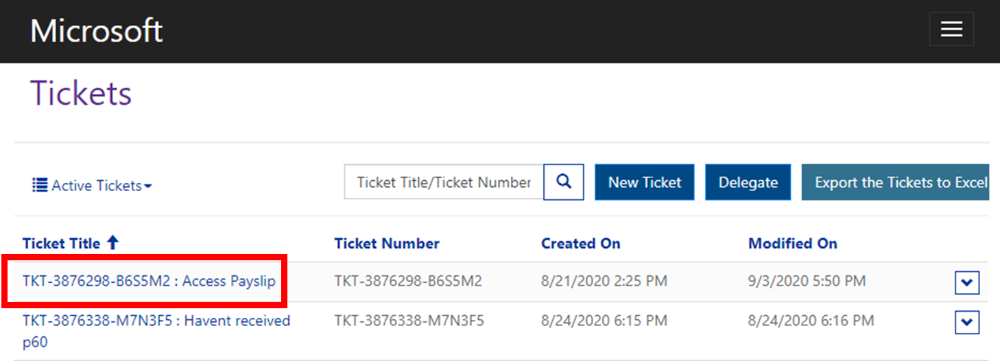 Microsoft
Tickets
Active Tickets
Ticket Title/Ticket Number
New Ticket
Delegate
Export the Tickets to Excel
Ticket Title Ticket Number Created On Modified On
TKT-3876298-B6S5M2 : Access Payslip TKT-3876298-B6S5M2 8/21/2020 2:25 PM 9/3/2020 5:50 PM
TKT-3876338-M7N3F5 : Havent received TKT-3876338-M7N3F5 8/24/2020 6:15 PM 8/24/2020 6:16 PM
p60